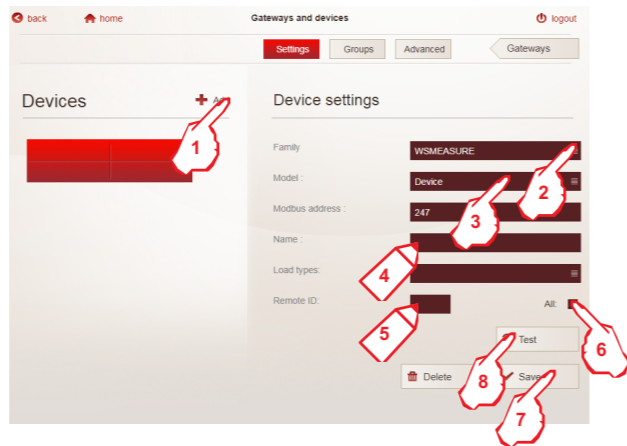 back home Gateways and devices logout
Settings Groups Advanced Gateways
Devices
1
Device settings
Family WSMEASURE
2
Model : Device
3
Modbus address : 247
Name :
4
Load types:
Remote ID: All:
5
6
Test
8
Delete Save
7